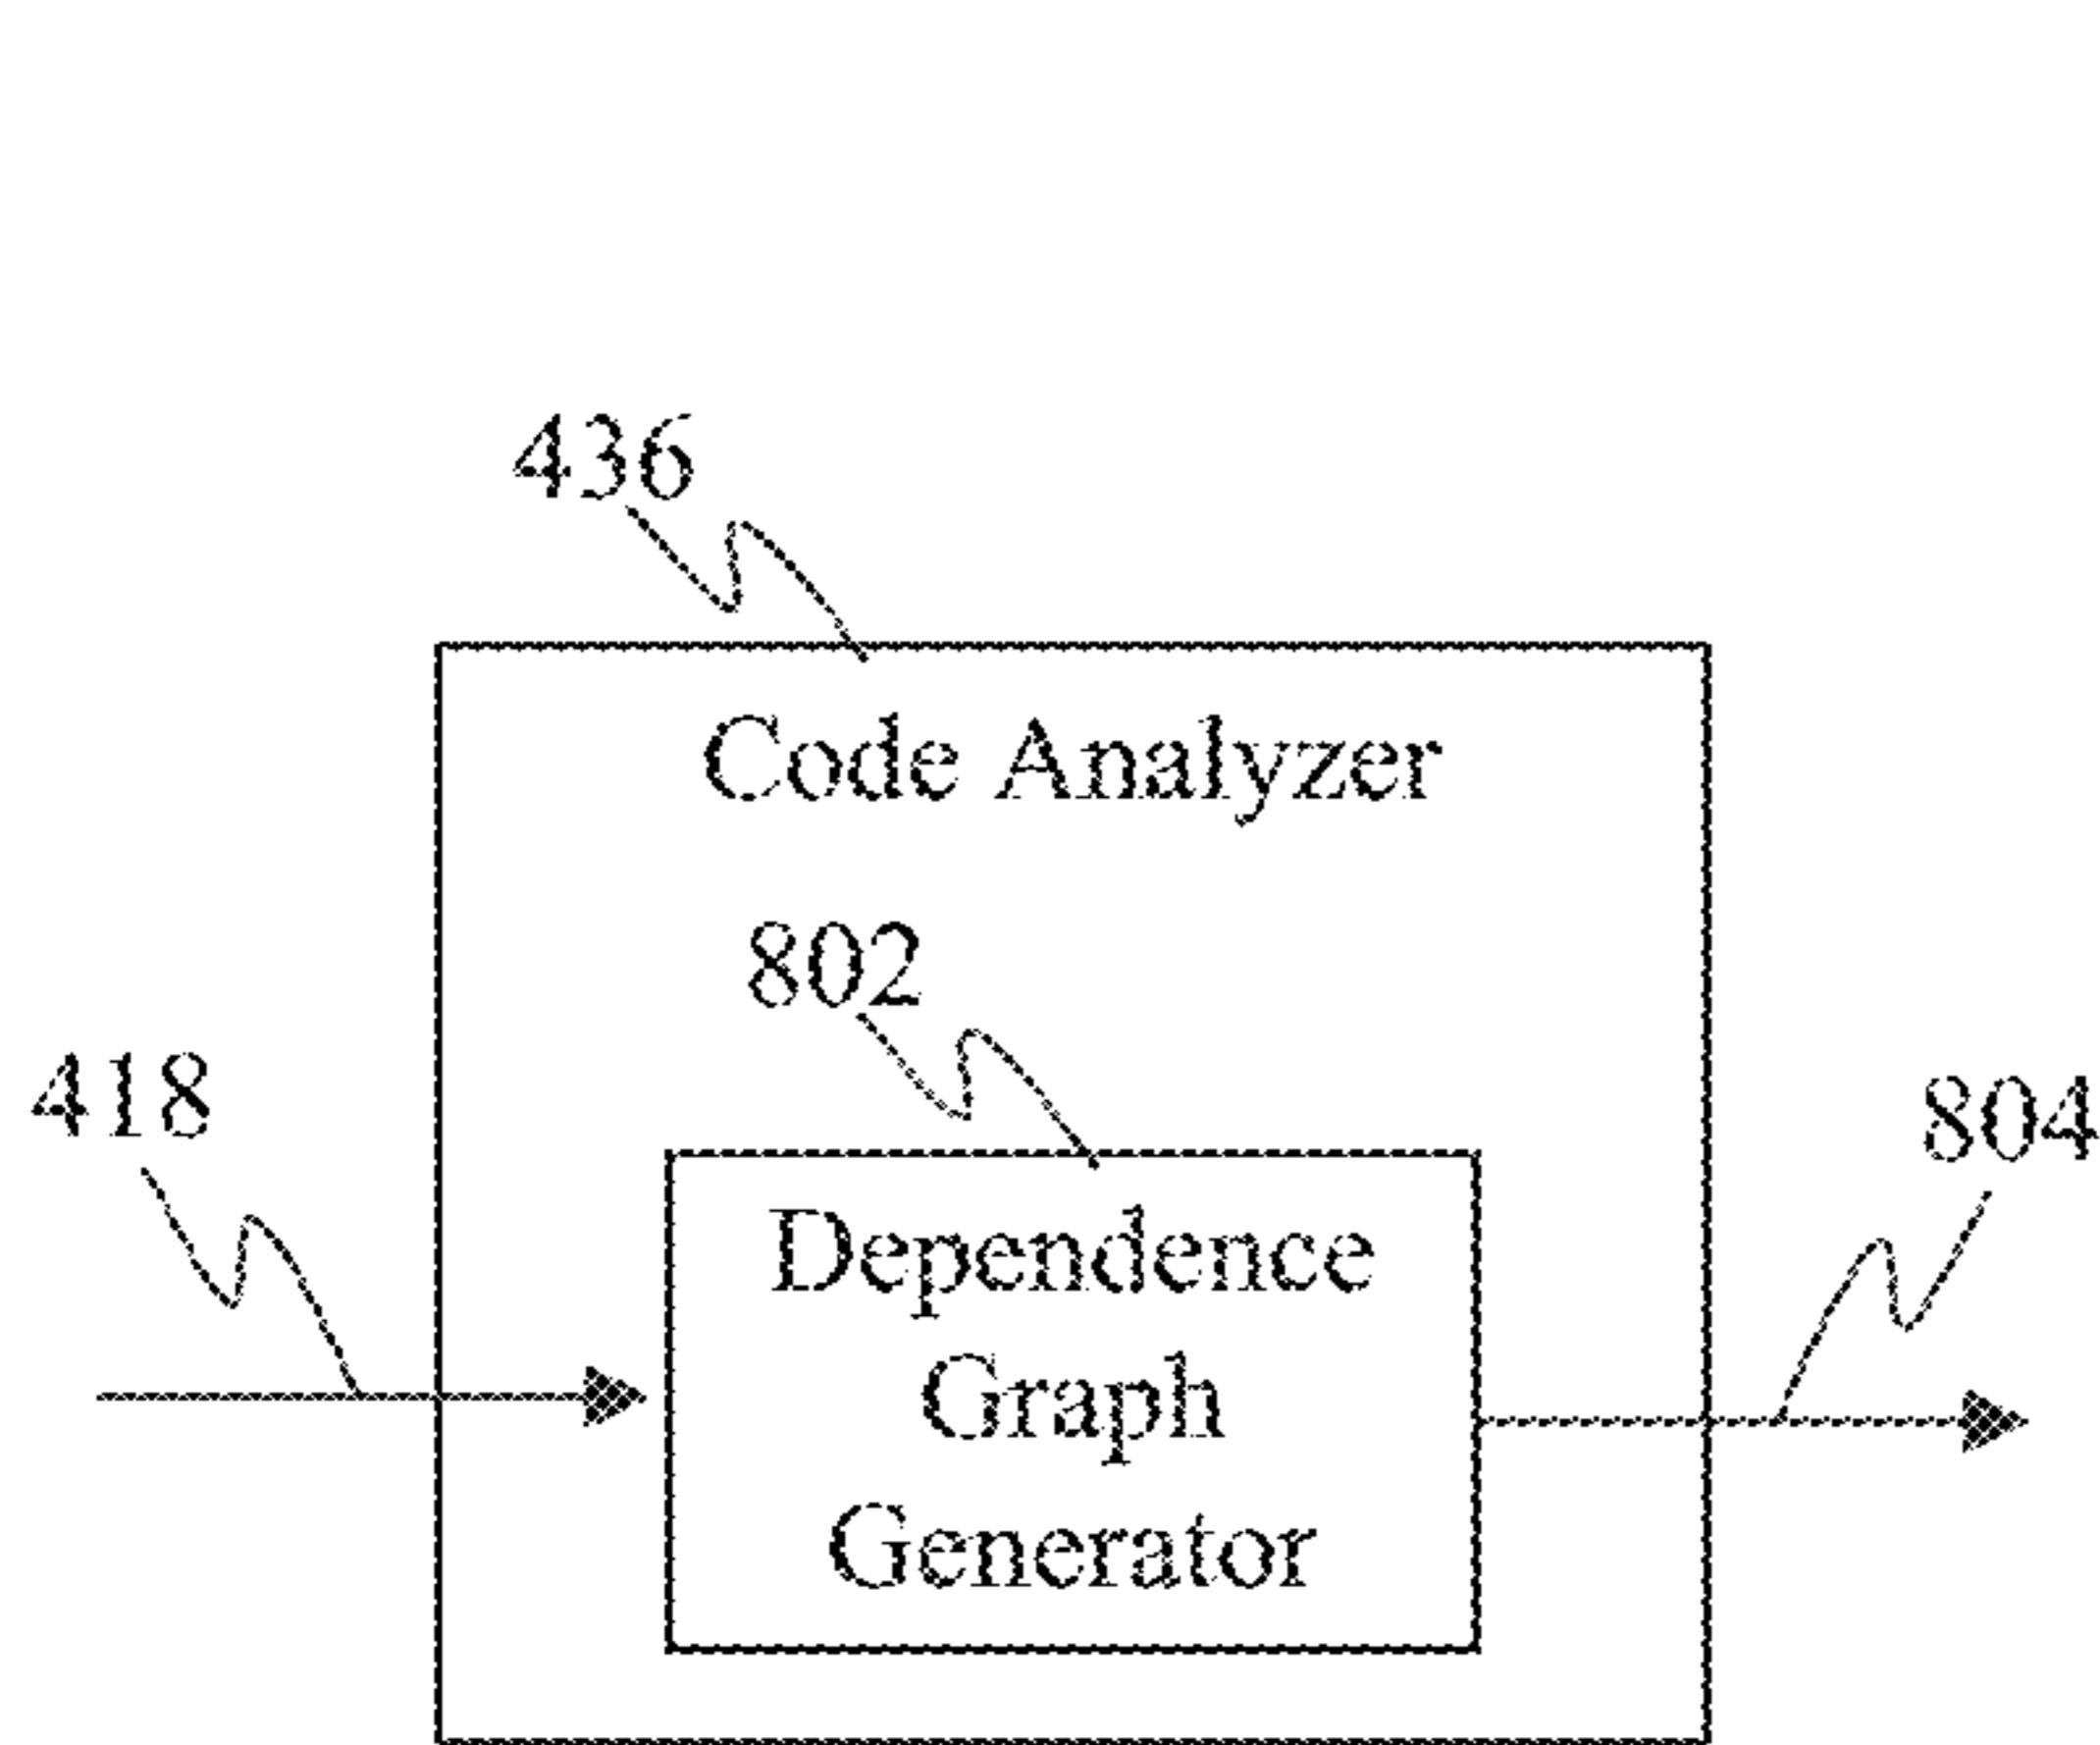 436
Code Analyzer
802
418
804
Dependence
Graph
Generator